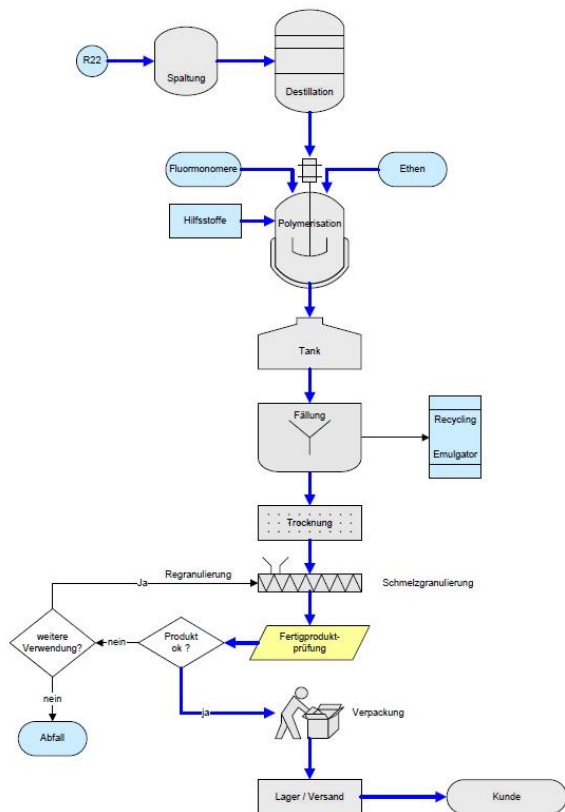 R22
Spaltung
Destillation
Fluormonomere
Ethen
Hilfsstoffe
Polymerisation
Tank
Fällung
Recycling
Emulgator
Trocknung
Regranulierung
Ja
Schmelzgranulierung
weitere
Verwendung?
nein
Produkt
ok ?
Fertigprodukt-
prüfung
nein
ja
Verpackung
Abfall
Lager / Versand
Kunde